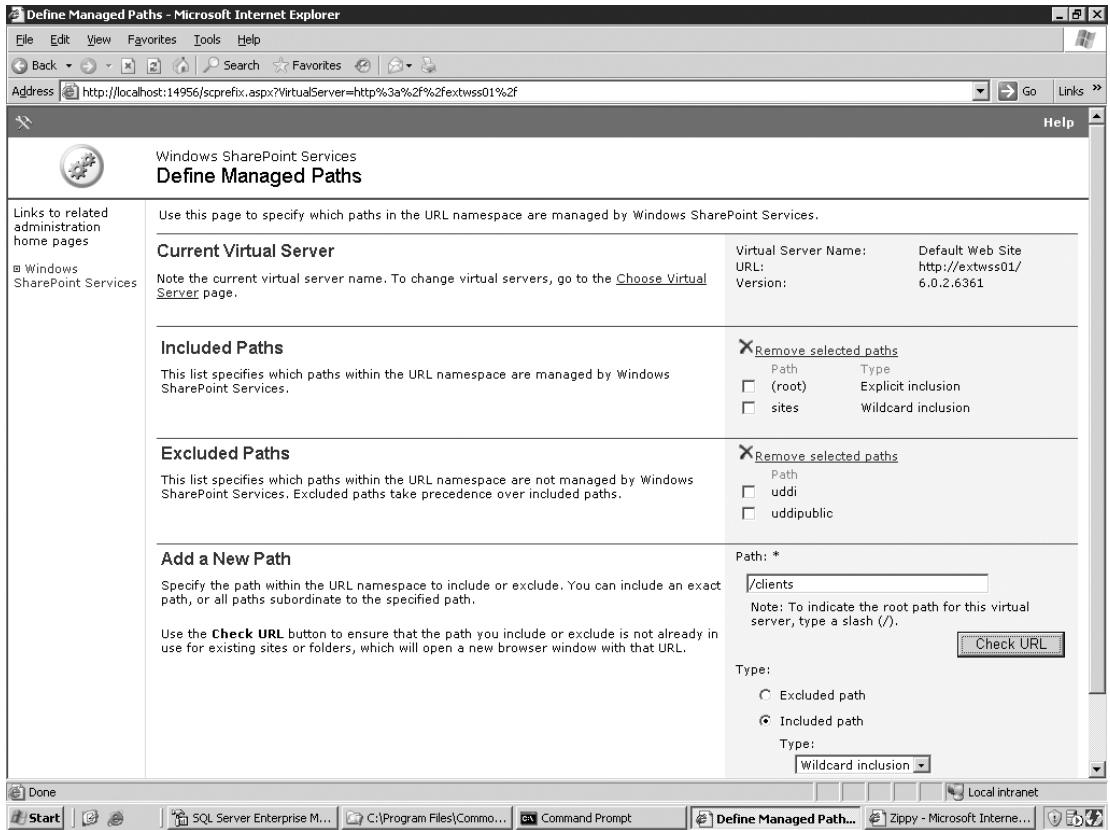 Define Managed Paths - Microsoft Internet Explorer
File Edit View Favorites Tools Help
Back Search Favorites
Address http://localhost:14956/scprefix.aspx?VirtualServer=http%3a%2f%2fextwss01%2f Go Links »
Help
Windows SharePoint Services
Define Managed Paths
Links to related
administration
home pages
Windows
SharePoint Services
Use this page to specify which paths in the URL namespace are managed by Windows SharePoint Services.
Current Virtual Server
Note the current virtual server name. To change virtual servers, go to the Choose Virtual
Server page.
Virtual Server Name: Default Web Site
URL: http://extwss01/
Version: 6.0.2.6361
Included Paths
This list specifies which paths within the URL namespace are managed by Windows
SharePoint Services.
Remove selected paths
Path Type
(root) Explicit inclusion
sites Wildcard inclusion
Excluded Paths
This list specifies which paths within the URL namespace are not managed by Windows
SharePoint Services. Excluded paths take precedence over included paths.
Remove selected paths
Path
uddi
uddipublic
Add a New Path
Specify the path within the URL namespace to include or exclude. You can include an exact
path, or all paths subordinate to the specified path.
Use the Check URL button to ensure that the path you include or exclude is not already in
use for existing sites or folders, which will open a new browser window with that URL.
Path: *
/clients
Note: To indicate the root path for this virtual
server, type a slash (/).
Check URL
Type:
Excluded path
Included path
Type:
Wildcard inclusion
Done Local intranet
Start SQL Server Enterprise M... C:\Program Files\Commo... Command Prompt Define Managed Path... Zippy - Microsoft Interne...